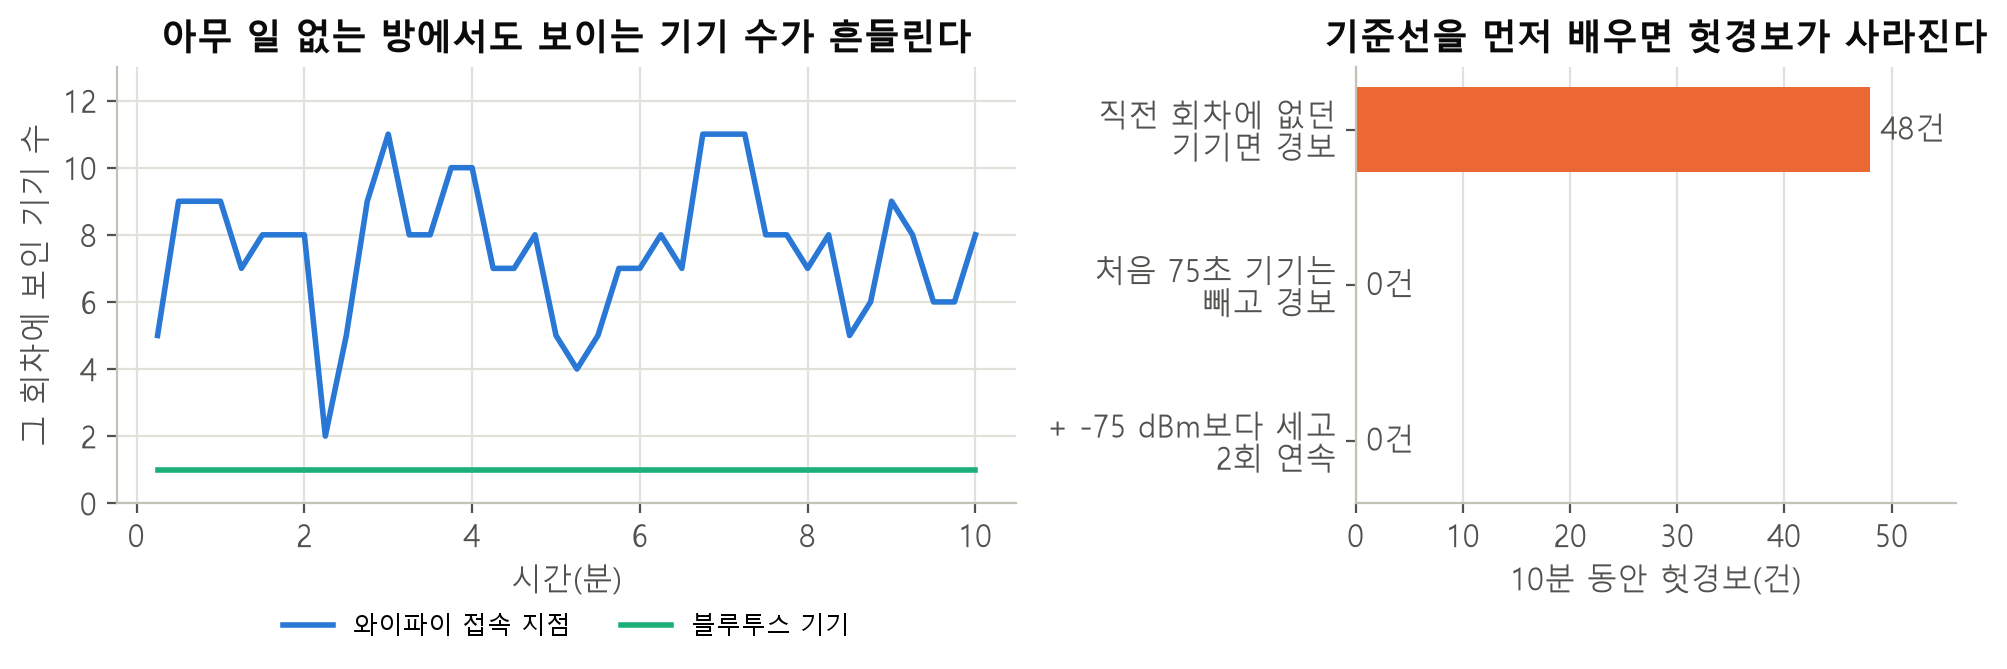 아무 일 없는 방에서도 보이는 기기 수가 흔들린다
그 회차에 보인 기기 수
12
10
8
6
4
2
0
0 2 4 6 8 10
시간(분)
와이파이 접속 지점 블루투스 기기
기준선을 먼저 배우면 헛경보가 사라진다
직전 회차에 없던
기기면 경보
48건
처음 75초 기기는
빼고 경보
0건
+ -75 dBm보다 세고
2회 연속
0건
0 10 20 30 40 50
10분 동안 헛경보(건)